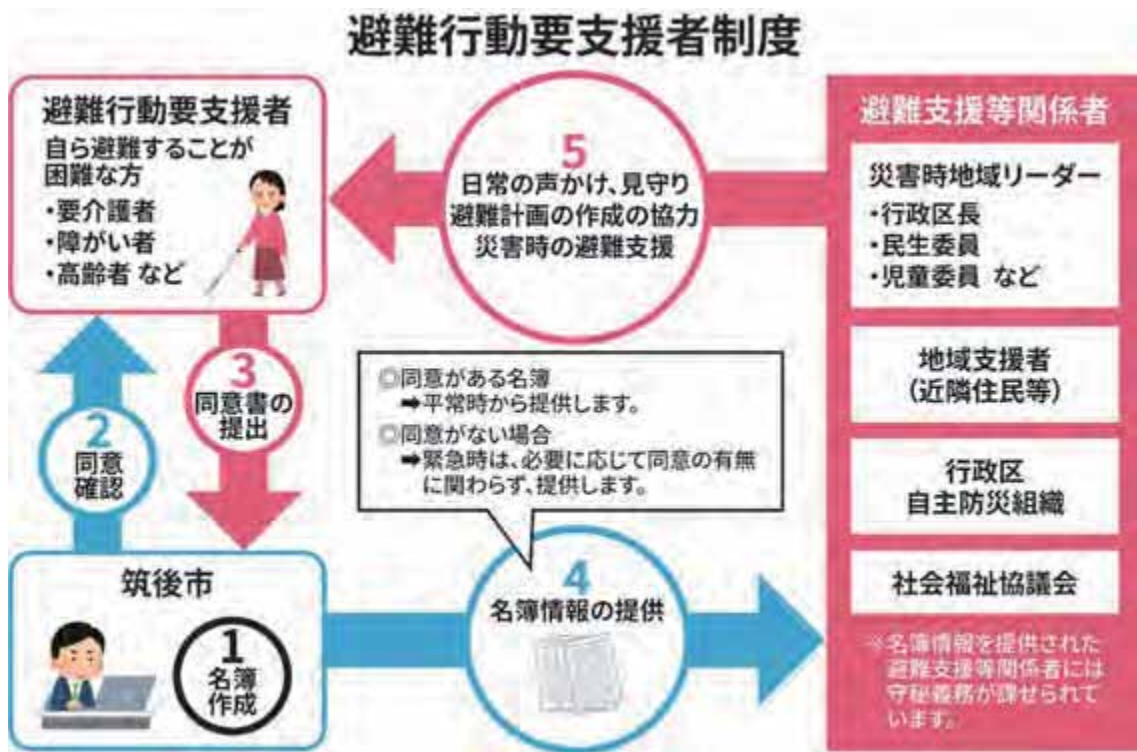 避難行動要支援者制度
避難行動要支援者
自ら避難することが
困難な方
・要介護者
・障がい者
・高齢者 など
5
日常の声かけ、見守り
避難計画の作成の協力
災害時の避難支援
避難支援等関係者
災害時地域リーダー
・行政区長
・民生委員
・児童委員 など
地域支援者
（近隣住民等）
行政区
自主防災組織
社会福祉協議会
※名簿情報を提供された
避難支援等関係者には
守秘義務が課せられて
います。
2
同意
確認
3
同意書の
提出
◎同意がある名簿
➡平常時から提供します。
◎同意がない場合
➡緊急時は、必要に応じて同意の有無
に関わらず、提供します。
筑後市
1
名簿
作成
4
名簿情報の提供